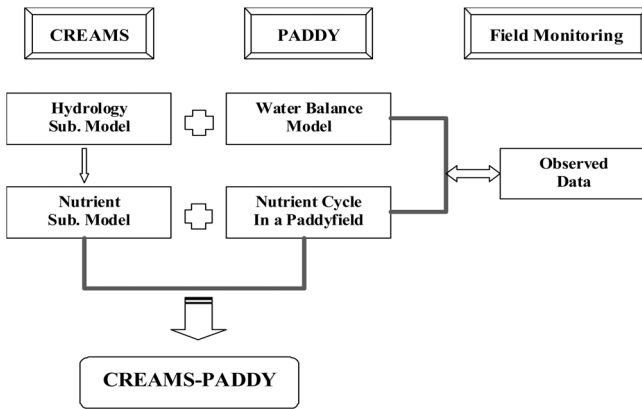 CREAMS
PADDY
Field Monitoring
Hydrology
Sub. Model
Water Balance
Model
Observed
Data
Nutrient
Sub. Model
Nutrient Cycle
In a Paddyfield
CREAMS-PADDY